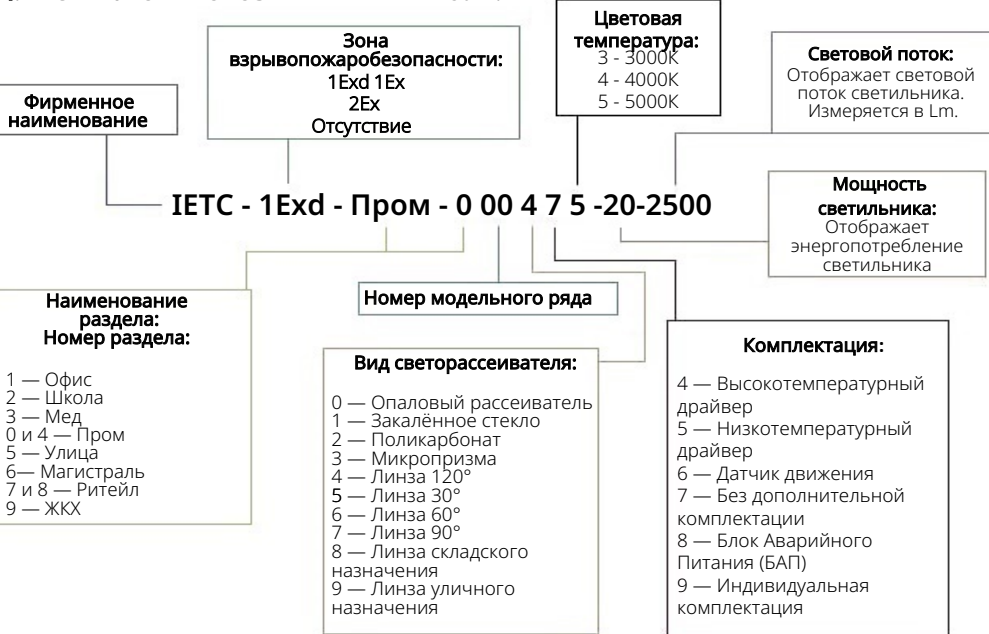 Цветовая
температура:
3 - 3000К
4 - 4000К
5 - 5000К
Зона
взрывопожаробезопасности:
1Exd 1Ex
2Ex
Отсутствие
Световой поток:
Отображает световой
поток светильника.
Измеряется в Lm.
Фирменное
наименование
IETC - 1Exd - Пром - 0 00 4 7 5 -20-2500
Мощность
светильника:
Отображает
энергопотребление
светильника
Наименование
раздела:
Номер раздела:
1 — Офис
2 — Школа
3 — Мед
0 и 4 — Пром
5 — Улица
6— Магистраль
7 и 8 — Ритейл
9 — ЖКХ
Номер модельного ряда
Вид светорассеивателя:
0 — Опаловый рассеиватель
1 — Закалённое стекло
2 — Поликарбонат
3 — Микропризма
4 — Линза 120°
5 — Линза 30°
6 — Линза 60°
7 — Линза 90°
8 — Линза складского
назначения
9 — Линза уличного
назначения
Комплектация:
4 — Высокотемпературный
драйвер
5 — Низкотемпературный
драйвер
6 — Датчик движения
7 — Без дополнительной
комплектации
8 — Блок Аварийного
Питания (БАП)
9 — Индивидуальная
комплектация